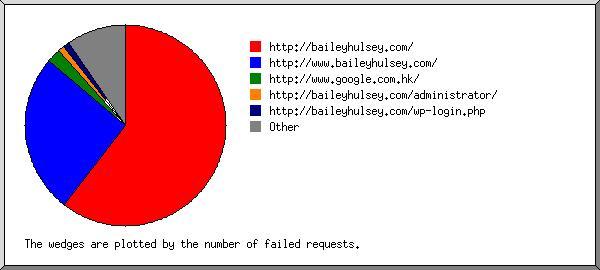 http://baileyhulsey.com/
http://www.baileyhulsey.com/
http://www.google.com.hk/
http://baileyhulsey.com/administrator/
http://baileyhulsey.com/wp-login.php
Other
The wedges are plotted by the number of failed requests.